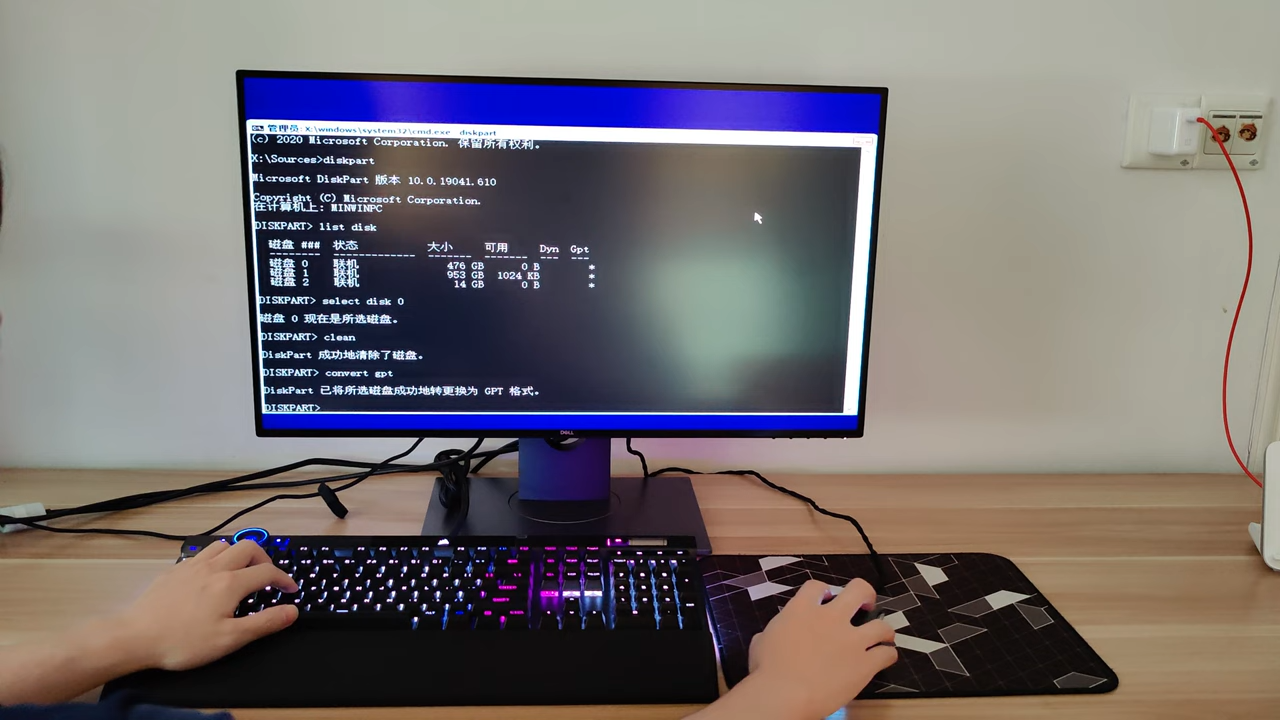 管理员: X:\windows\system32\cmd.exe - diskpart
(c) 2020 Microsoft Corporation. 保留所有权利。
X:\Sources>diskpart
Microsoft DiskPart 版本 10.0.19041.610
Copyright (C) Microsoft Corporation.
在计算机上: MININPC
DISKPART> list disk
磁盘 ### 状态 大小 可用 Dyn Gpt
-------- ------------- ------- ------- --- ---
磁盘 0 联机 476 GB 0 B *
磁盘 1 联机 953 GB 1024 KB *
磁盘 2 联机 14 GB 0 B *
DISKPART> select disk 0
磁盘 0 现在是所选磁盘。
DISKPART> clean
DiskPart 成功地清除了磁盘。
DISKPART> convert gpt
DiskPart 已将所选磁盘成功地转更换为 GPT 格式。
DISKPART>
DELL